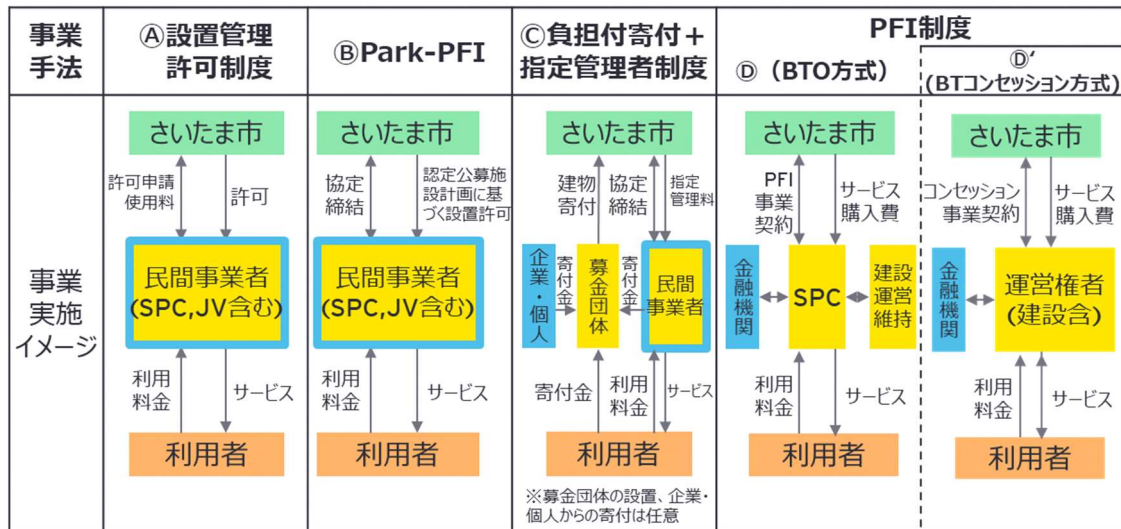 事業
手法
Ⓐ設置管理
許可制度
ⒷPark-PFI
Ⓒ負担付寄付＋
指定管理者制度
PFI制度
Ⓓ（BTO方式）
Ⓓ‘
(BTコンセッション方式)
事業
実施
イメージ
さいたま市
許可申請
使用料
許可
民間事業者
(SPC,JV含む)
利用
料金
サービス
利用者
さいたま市
協定
締結
認定公募施
設計画に基
づく設置許可
民間事業者
(SPC,JV含む)
利用
料金
サービス
利用者
さいたま市
建物
寄付
協定
締結
指定
管理料
企業・個人
寄付金
募金団体
寄付金
民間
事業者
寄付金
利用
料金
サービス
利用者
※募金団体の設置、企業・
個人からの寄付は任意
さいたま市
PFI
事業
契約
サービス
購入費
金融機関
SPC
建設
運営
維持
利用
料金
サービス
利用者
さいたま市
コンセッション
事業契約
サービス
購入費
金融機関
運営権者
(建設含)
利用
料金
サービス
利用者